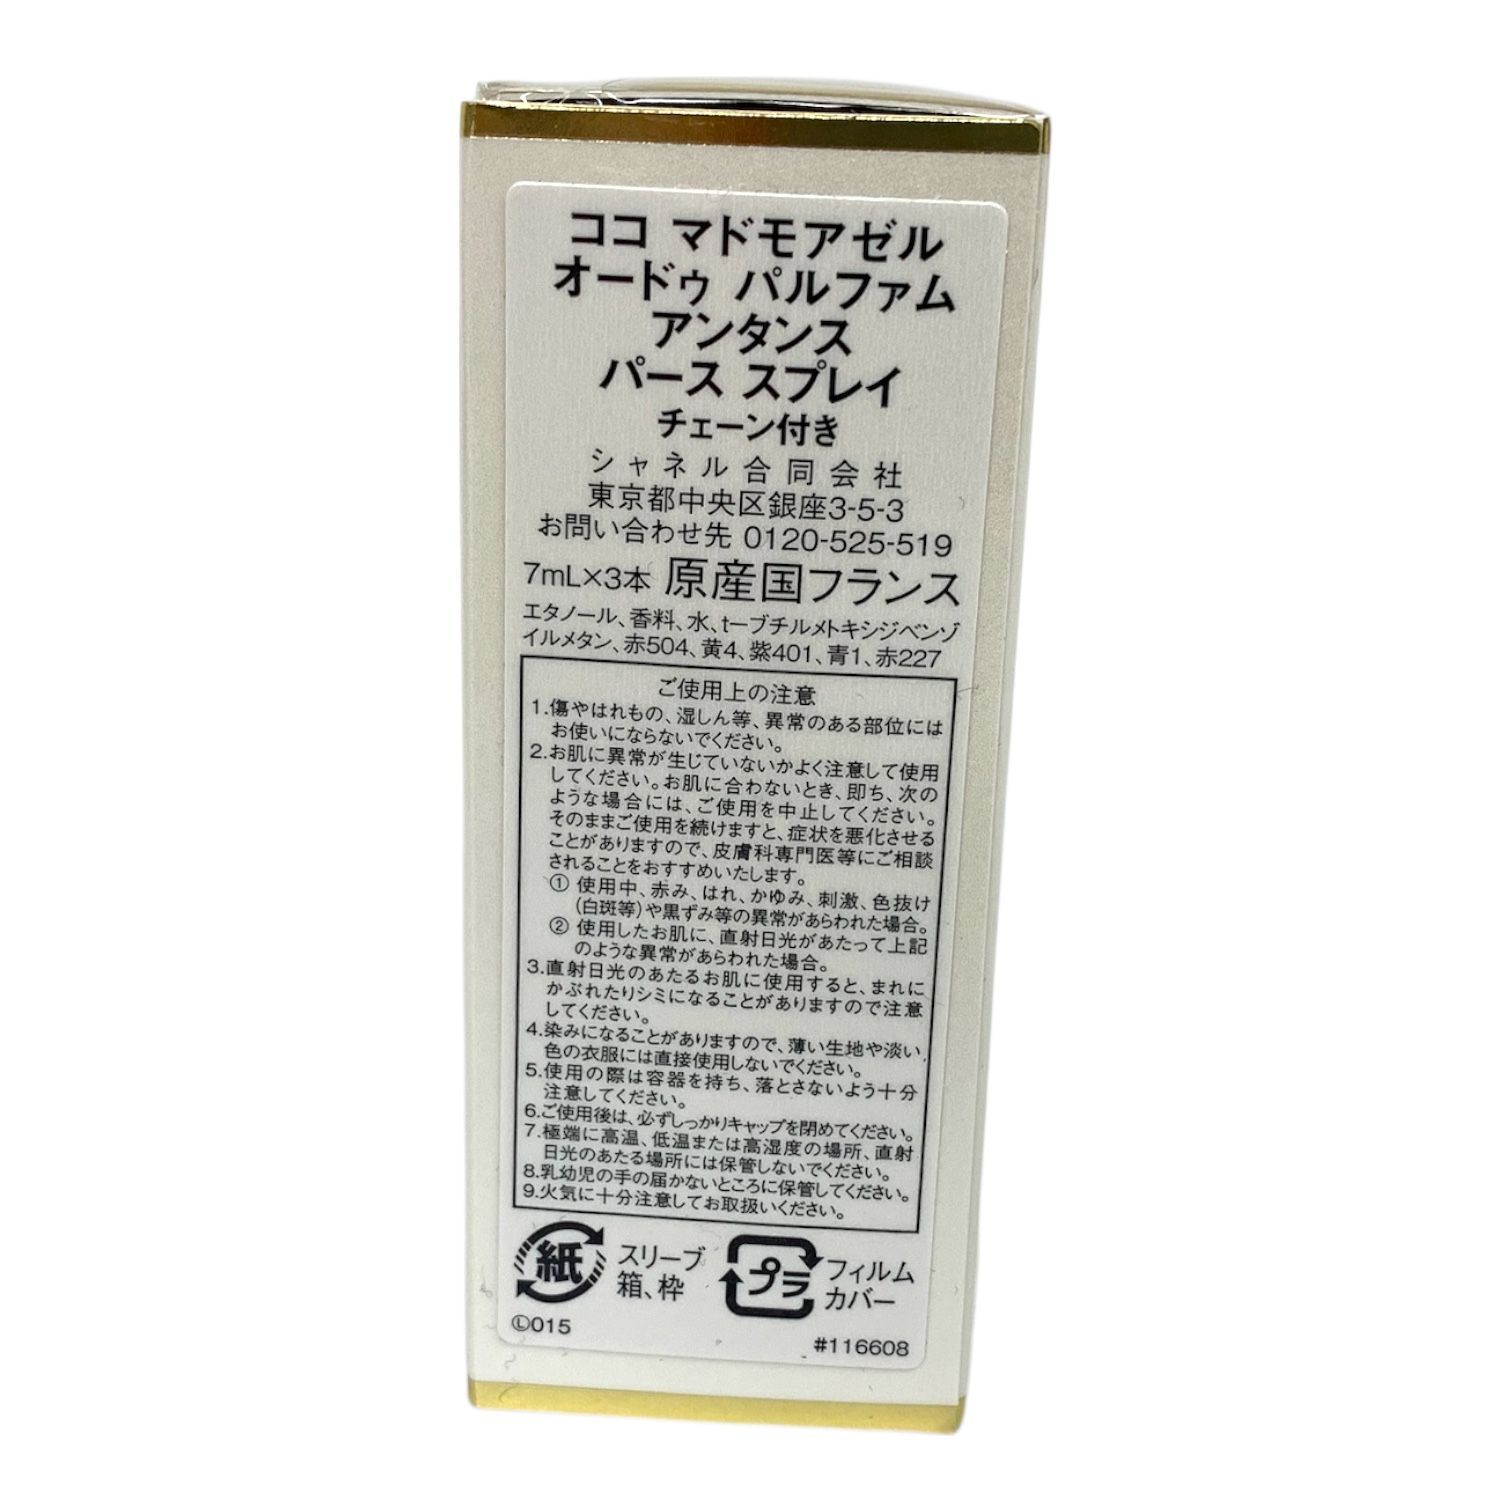 ココ マドモアゼル
オードゥ パルファム
アンタンス
パース スプレイ
チェーン付き
シャネル合同会社
東京都中央区銀座3-5-3
お問い合わせ先 0120-525-519
7mL×3本 原産国フランス
エタノール、香料、水、t-ブチルメトキシジベンゾ
イルメタン、赤504、黄4、紫401、青1、赤227
ご使用上の注意
1.傷やはれもの、湿しん等、異常のある部位には
お使いにならないでください。
2.お肌に異常が生じていないかよく注意して使用
してください。お肌に合わないとき、即ち、次の
ような場合には、ご使用を中止してください。
そのままご使用を続けますと、症状を悪化させる
ことがありますので、皮膚科専門医等にご相談
されることをおすすめいたします。
① 使用中、赤み、はれ、かゆみ、刺激、色抜け
(白斑等)や黒ずみ等の異常があらわれた場合。
② 使用したお肌に、直射日光があたって上記
のような異常があらわれた場合。
3.直射日光のあたるお肌に使用すると、まれに
かぶれたりシミになることがありますので注意
してください。
4.染みになることがありますので、薄い生地や淡い
色の衣服には直接使用しないでください。
5.使用の際は容器を持ち、落とさないよう十分
注意してください。
6.ご使用後は、必ずしっかりキャップを閉めてください。
7.極端に高温、低温または高湿度の場所、直射
日光のあたる場所には保管しないでください。
8.乳幼児の手の届かないところに保管してください。
9.火気に十分注意してお取扱いください。
紙 スリーブ プラ フィルム
箱、枠 カバー
Ⓛ015
#116608